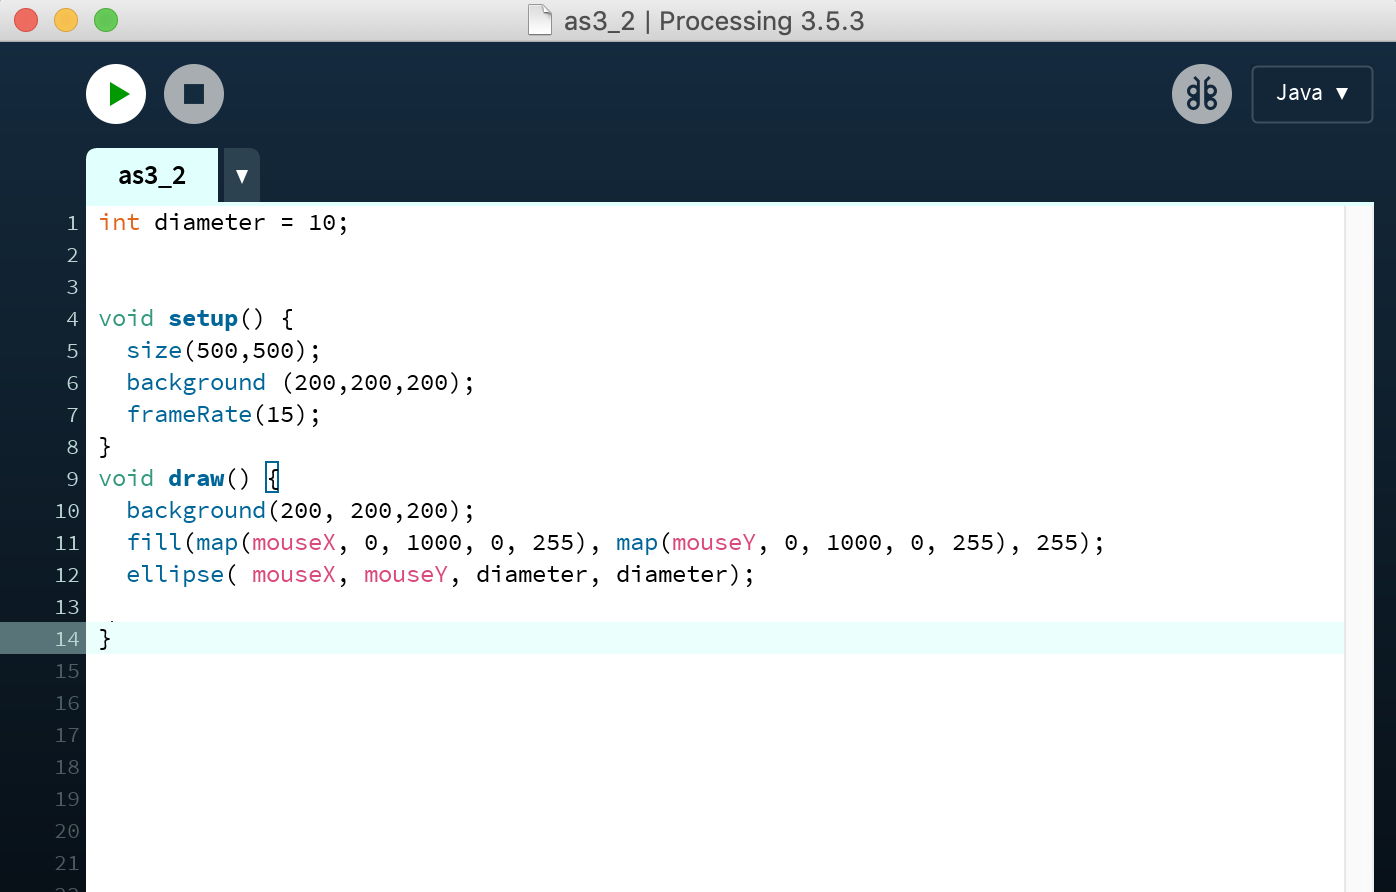 as3_2 | Processing 3.5.3
Java ▼
as3_2 ▼
1 int diameter = 10;
2
3
4 void setup() {
5   size(500,500);
6   background (200,200,200);
7   frameRate(15);
8 }
9 void draw() {
10   background(200, 200,200);
11   fill(map(mouseX, 0, 1000, 0, 255), map(mouseY, 0, 1000, 0, 255), 255);
12   ellipse( mouseX, mouseY, diameter, diameter);
13
14 }
15
16
17
18
19
20
21
22